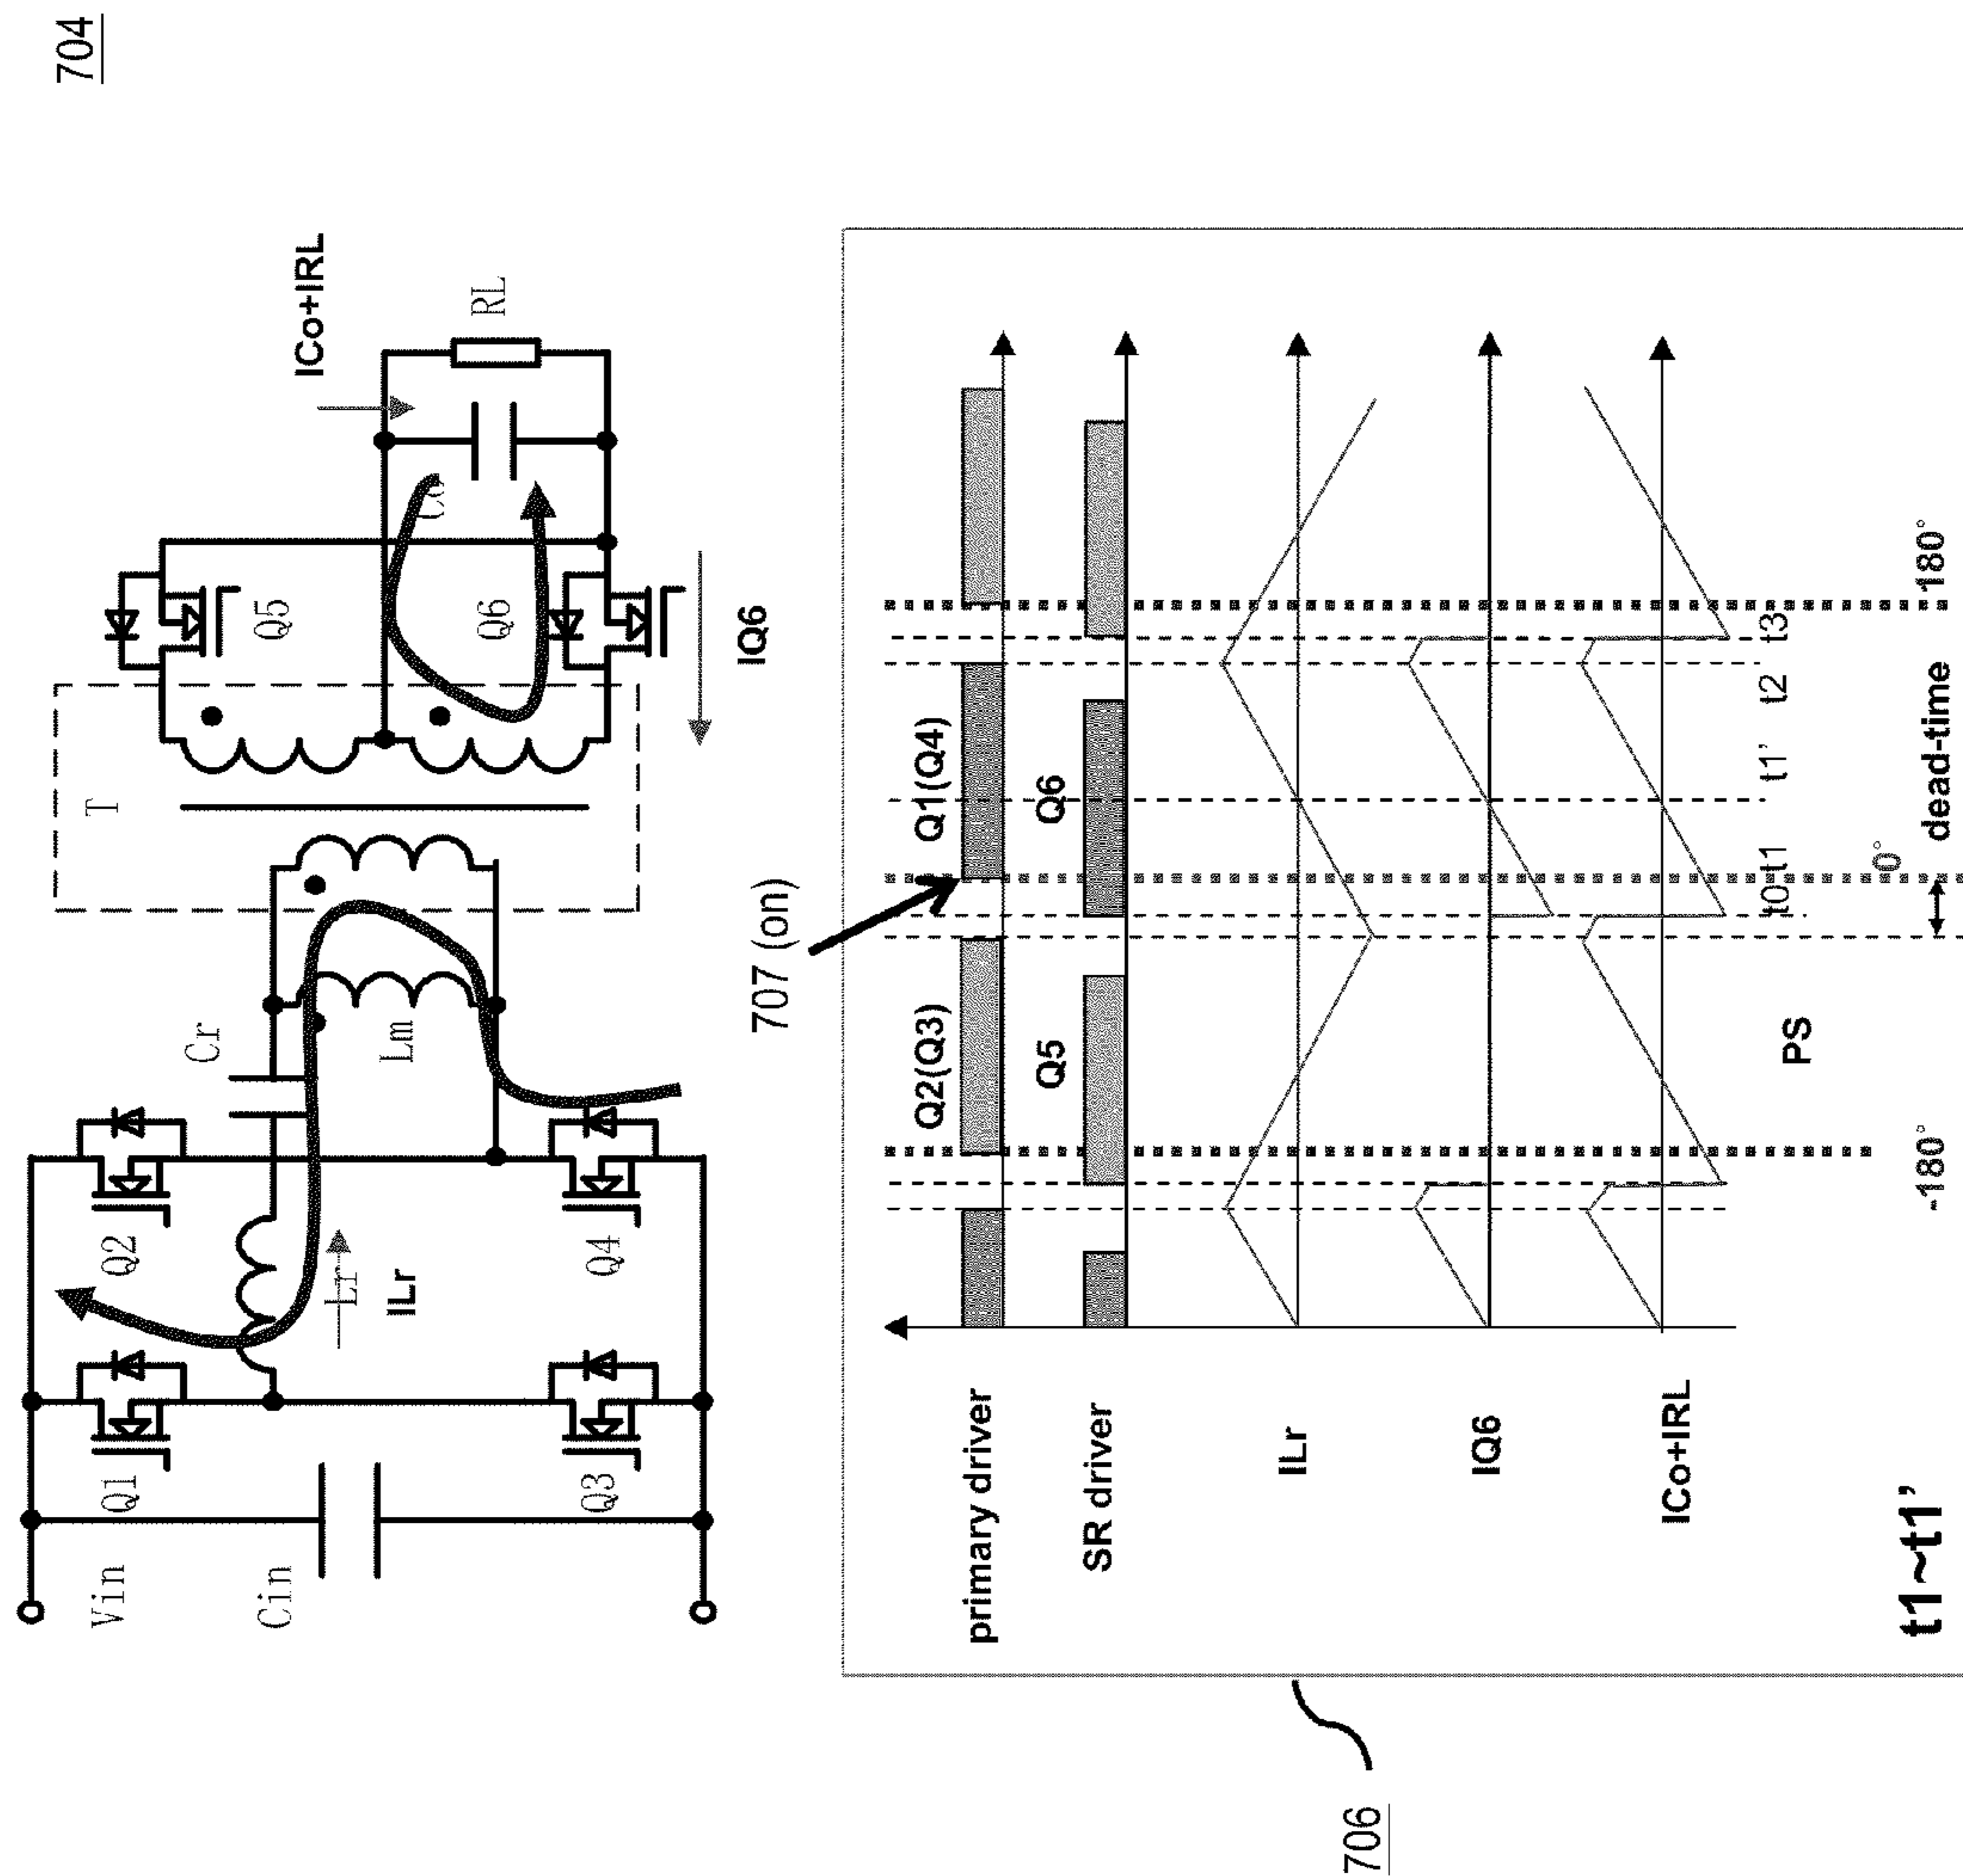 704
Vin
Cin
Q1
Q3
Q2
Q4
Lr
ILr
Cr
Lm
T
Q5
Q6
IQ6
ICo+IRL
RL
707 (on)
706
primary driver
Q2(Q3)
Q1(Q4)
SR driver
Q5
Q6
ILr
IQ6
ICo+IRL
t0 t1 t1’ t2 t3
PS
-180° 0° 180°
dead-time
t1~t1’